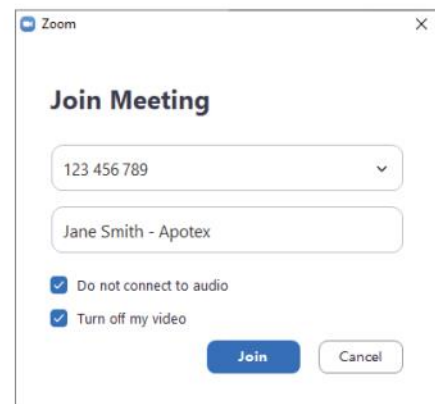 Zoom
Join Meeting
123 456 789
Jane Smith - Apotex
Do not connect to audio
Turn off my video
Join Cancel